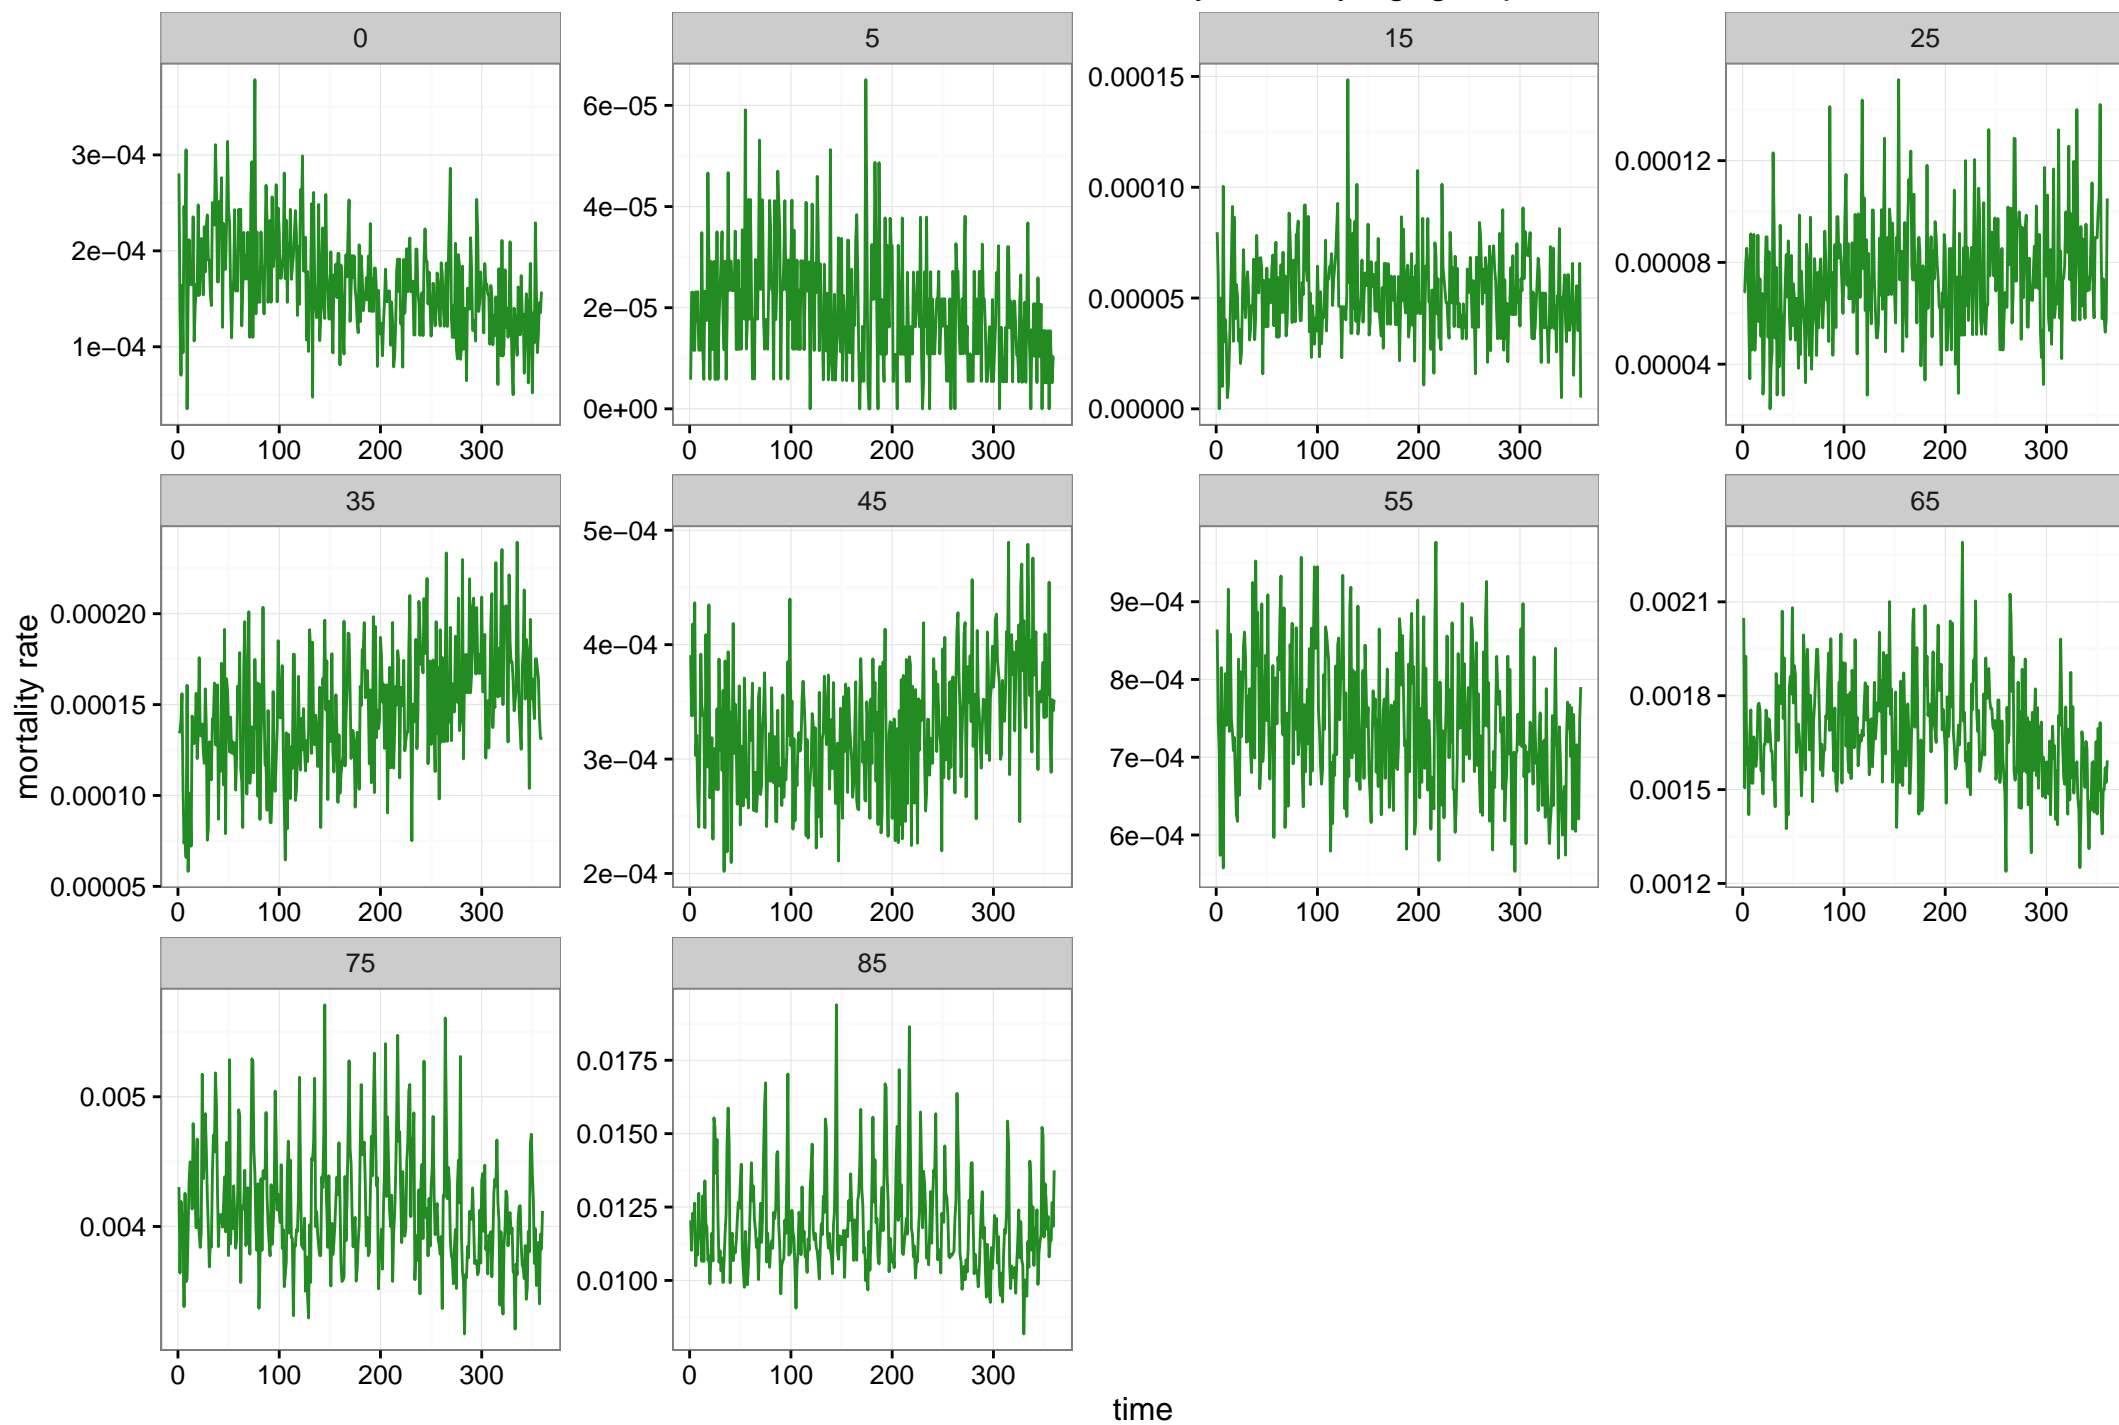 0 5 15 25
3e−04
2e−04
1e−04
0 100 200 300
6e−05
4e−05
2e−05
0e+00
0 100 200 300
0.00015
0.00010
0.00005
0.00000
0 100 200 300
0.00012
0.00008
0.00004
0 100 200 300
35 45 55 65
mortality rate
0.00020
0.00015
0.00010
0.00005
0 100 200 300
5e−04
4e−04
3e−04
2e−04
0 100 200 300
9e−04
8e−04
7e−04
6e−04
0 100 200 300
0.0021
0.0018
0.0015
0.0012
0 100 200 300
75 85
0.005
0.004
0 100 200 300
0.0175
0.0150
0.0125
0.0100
0 100 200 300
time